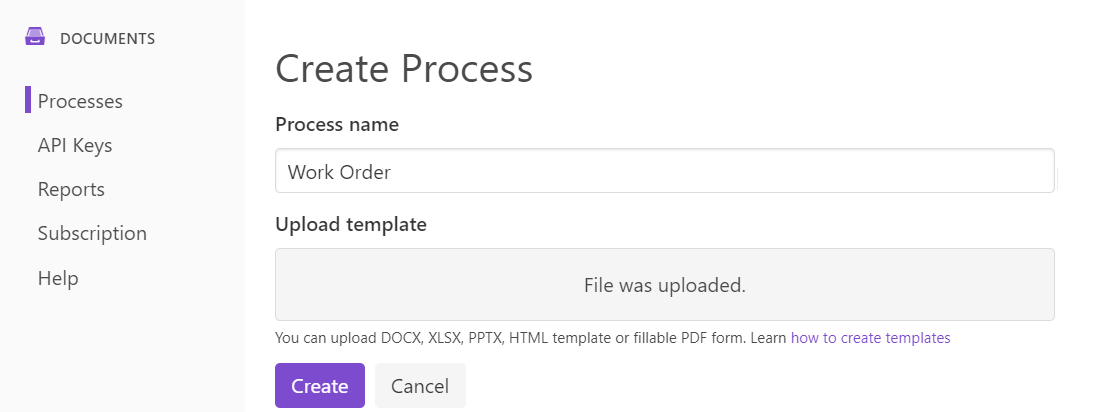 DOCUMENTS
Processes
API Keys
Reports
Subscription
Help
Create Process
Process name
Work Order
Upload template
File was uploaded.
You can upload DOCX, XLSX, PPTX, HTML template or fillable PDF form. Learn how to create templates
Create Cancel